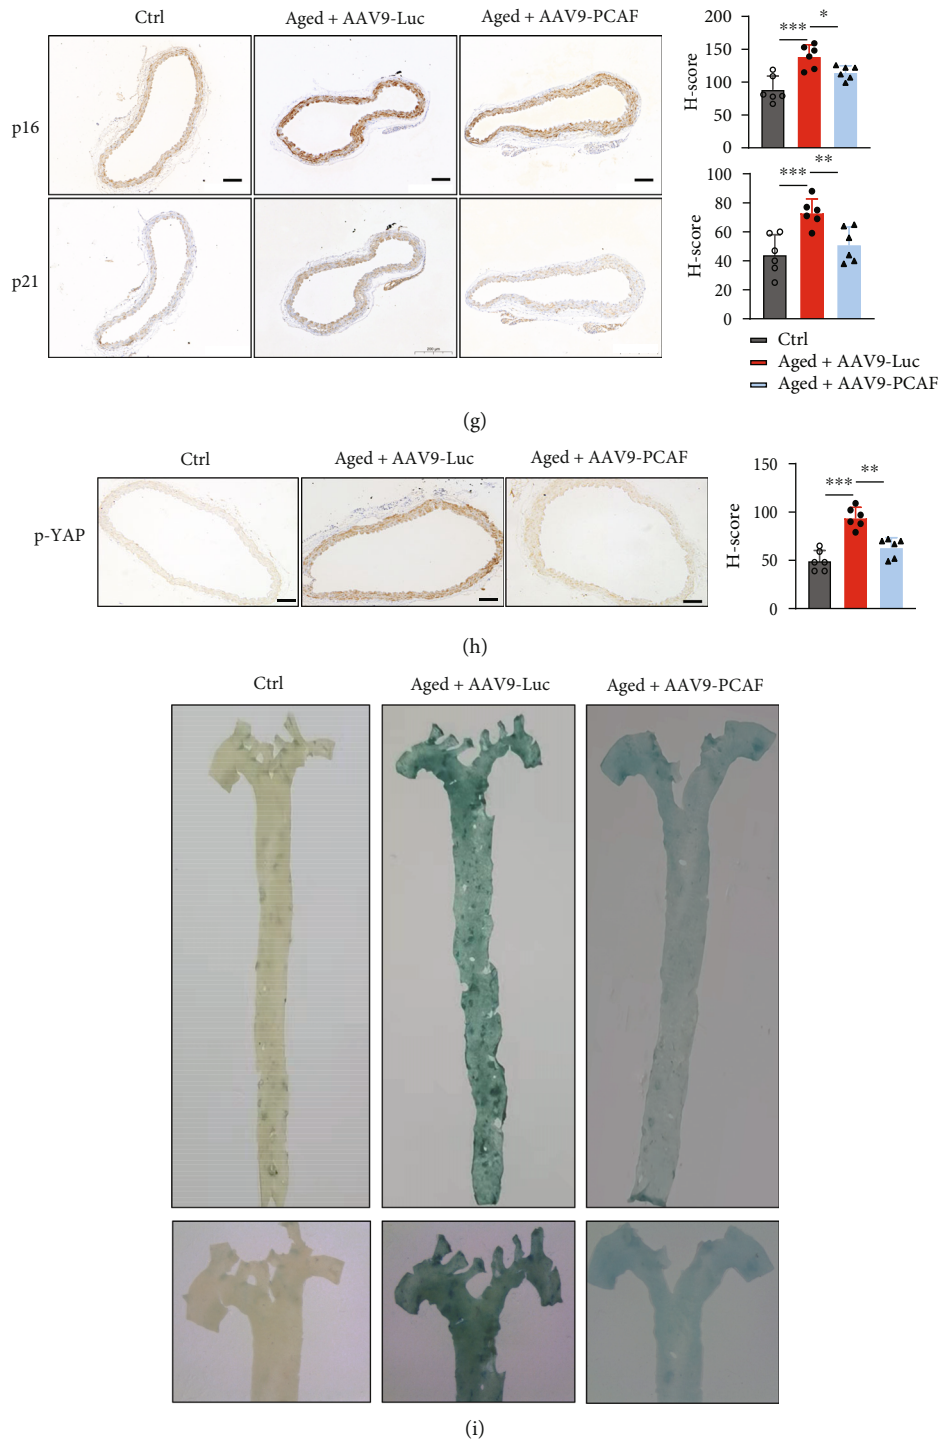 Ctrl
Aged + AAV9-Luc
Aged + AAV9-PCAF
p16
p21
200
150
100
50
0
H-score
***
*
100
80
60
40
20
0
H-score
***
**
Ctrl
Aged + AAV9-Luc
Aged + AAV9-PCAF
(g)
Ctrl
Aged + AAV9-Luc
Aged + AAV9-PCAF
p-YAP
150
100
50
0
H-score
***
**
(h)
Ctrl
Aged + AAV9-Luc
Aged + AAV9-PCAF
(i)